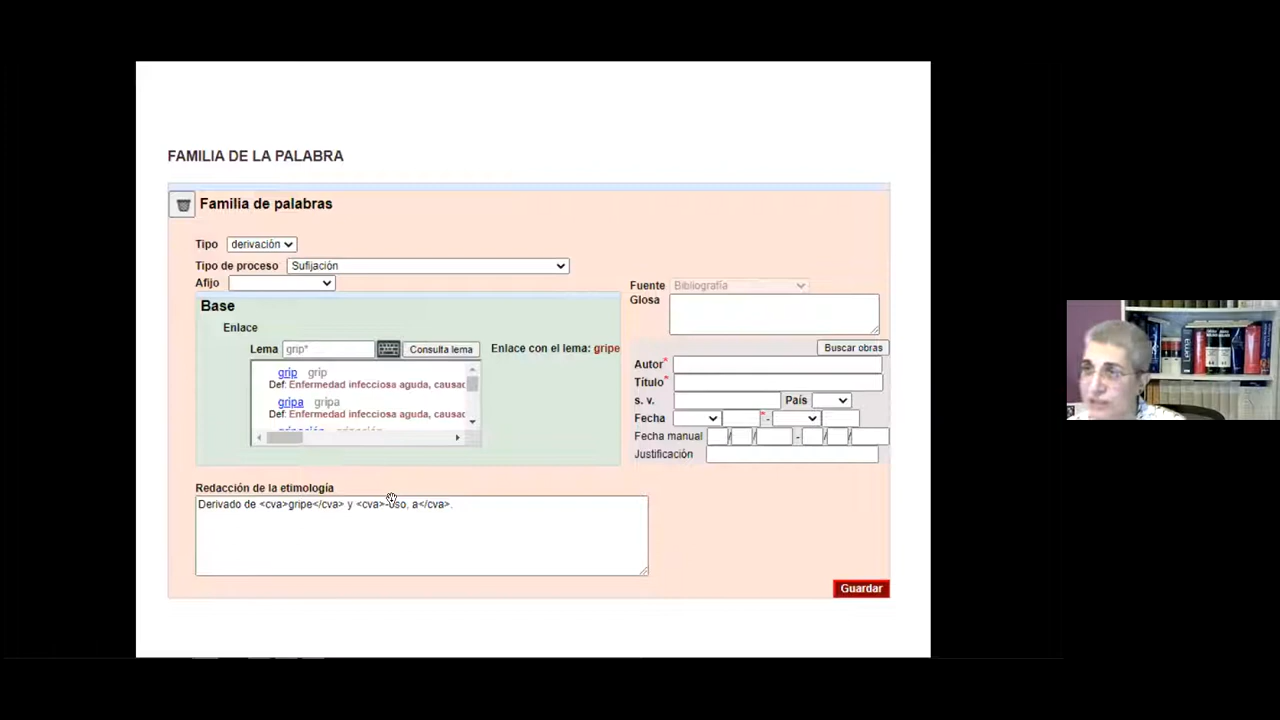 FAMILIA DE LA PALABRA
Familia de palabras
Tipo derivación
Tipo de proceso Sufijación
Afijo
Base
Enlace
Lema grip* Consulta lema Enlace con el lema: gripe
grip grip
Def: Enfermedad infecciosa aguda, causac
gripa gripa
Def: Enfermedad infecciosa aguda, causac
Fuente Bibliografía
Glosa
Buscar obras
Autor*
Título*
s. v. País
Fecha * -
Fecha manual / / - / /
Justificación
Redacción de la etimología
Derivado de <cva>gripe</cva> y <cva>-oso, a</cva>.
Guardar
Lema